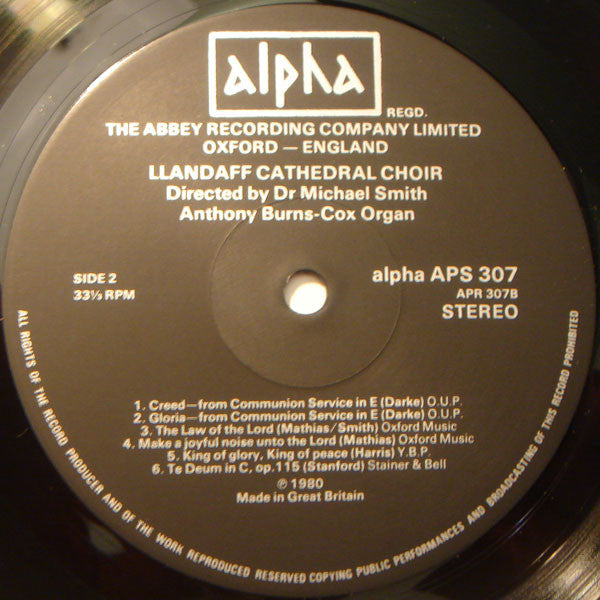 alpha
REGD.
THE ABBEY RECORDING COMPANY LIMITED
OXFORD — ENGLAND
LLANDAFF CATHEDRAL CHOIR
Directed by Dr Michael Smith
Anthony Burns-Cox Organ
SIDE 2
33⅓ RPM
alpha APS 307
APR 307B
STEREO
1. Creed—from Communion Service in E (Darke) O.U.P.
2. Gloria—from Communion Service in E (Darke) O.U.P.
3. The Law of the Lord (Mathias/Smith) Oxford Music
4. Make a joyful noise unto the Lord (Mathias) Oxford Music
5. King of glory, King of peace (Harris) Y.B.P.
6. Te Deum in C, op.115 (Stanford) Stainer & Bell
℗ 1980
Made in Great Britain
ALL RIGHTS OF THE RECORD PRODUCER AND OF THE WORK REPRODUCED RESERVED COPYING PUBLIC PERFORMANCES AND BROADCASTING OF THIS RECORD PROHIBITED